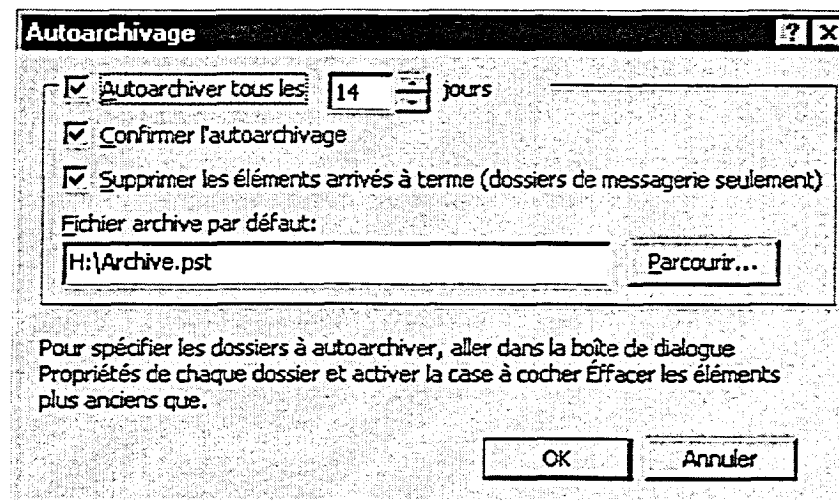 Autoarchivage
Autoarchiver tous les 14 jours
Confirmer l'autoarchivage
Supprimer les éléments arrivés à terme (dossiers de messagerie seulement)
Fichier archive par défaut:
H:\Archive.pst Parcourir...
Pour spécifier les dossiers à autoarchiver, aller dans la boîte de dialogue
Propriétés de chaque dossier et activer la case à cocher Éffacer les éléments
plus anciens que.
OK Annuler